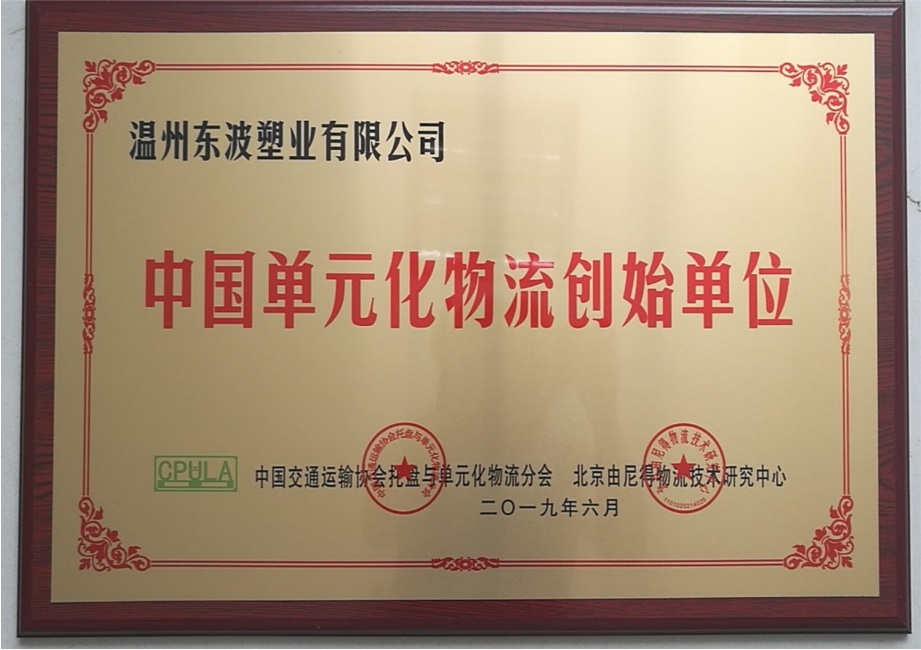 温州东波塑业有限公司
中国单元化物流创始单位
CPULA
中国交通运输协会托盘与单元化物流分会 北京由尼得物流技术研究中心
二〇一九年六月